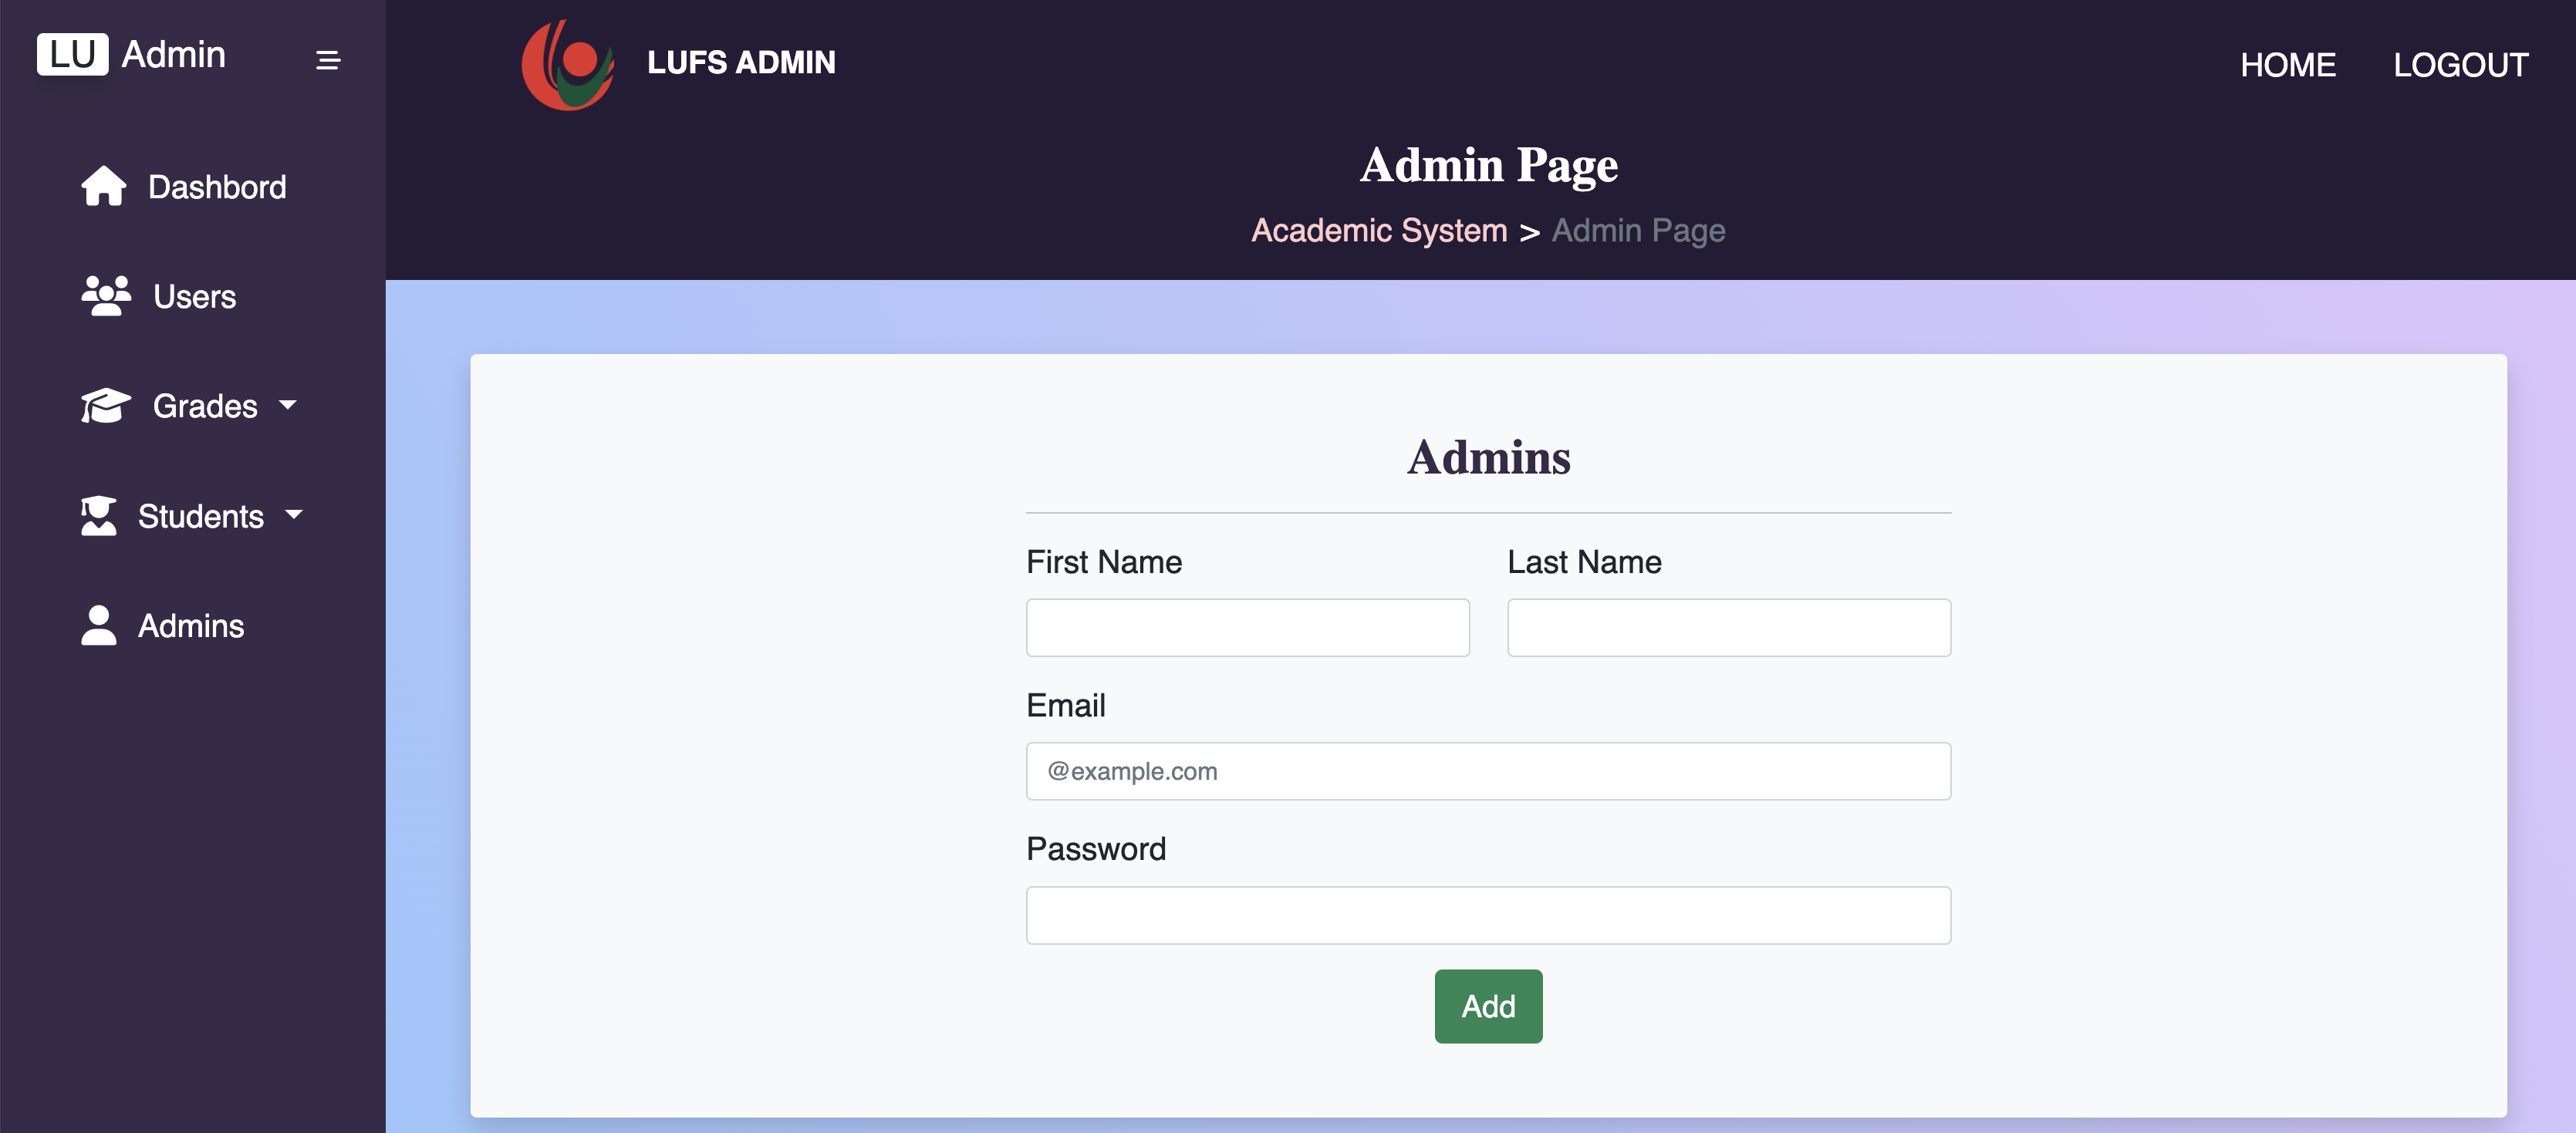 LU Admin
Dashbord
Users
Grades
Students
Admins
LUFS ADMIN
HOME
LOGOUT
Admin Page
Academic System > Admin Page
Admins
First Name
Last Name
Email
@example.com
Password
Add